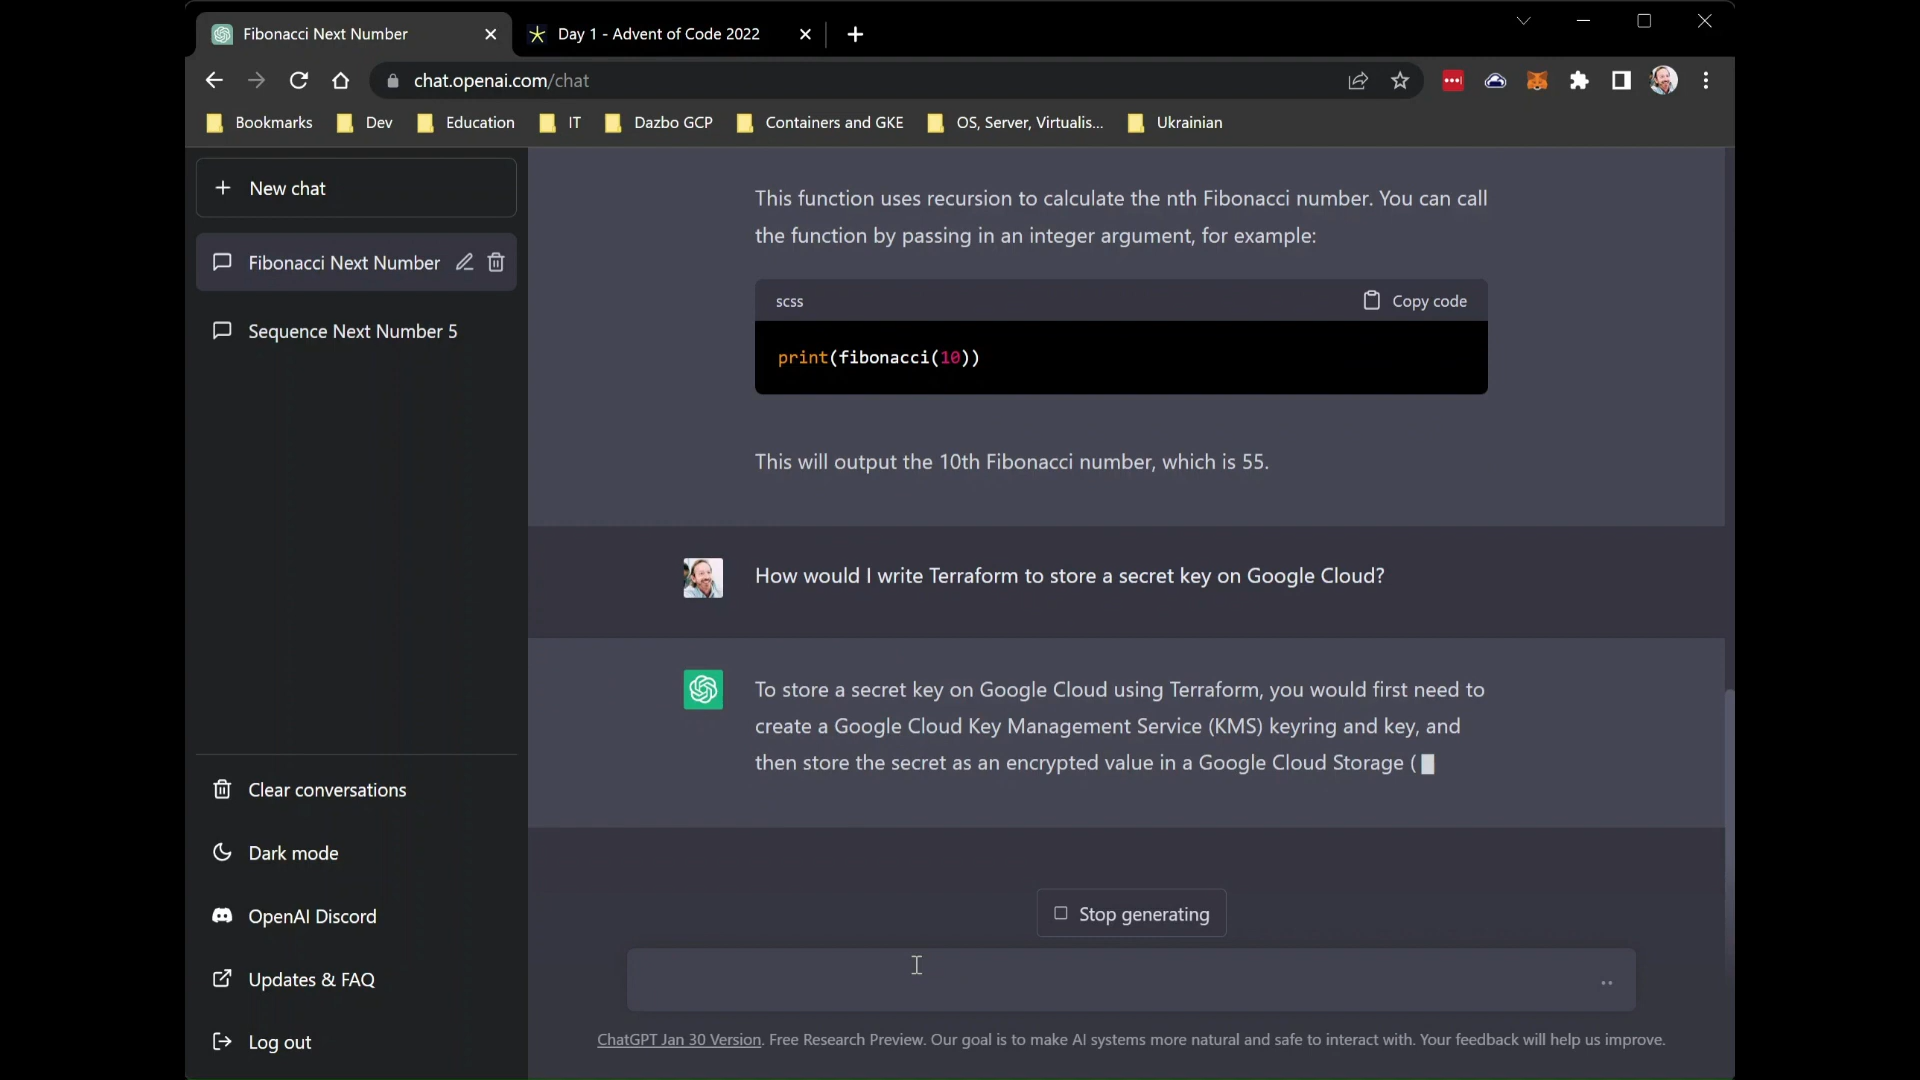 Fibonacci Next Number
Day 1 - Advent of Code 2022
chat.openai.com/chat
Bookmarks
Dev
Education
IT
Dazbo GCP
Containers and GKE
OS, Server, Virtualis...
Ukrainian
New chat
Fibonacci Next Number
Sequence Next Number 5
Clear conversations
Dark mode
OpenAI Discord
Updates & FAQ
Log out
This function uses recursion to calculate the nth Fibonacci number. You can call
the function by passing in an integer argument, for example:
scss
Copy code
print(fibonacci(10))
This will output the 10th Fibonacci number, which is 55.
How would I write Terraform to store a secret key on Google Cloud?
To store a secret key on Google Cloud using Terraform, you would first need to
create a Google Cloud Key Management Service (KMS) keyring and key, and
then store the secret as an encrypted value in a Google Cloud Storage (
Stop generating
ChatGPT Jan 30 Version. Free Research Preview. Our goal is to make AI systems more natural and safe to interact with. Your feedback will help us improve.